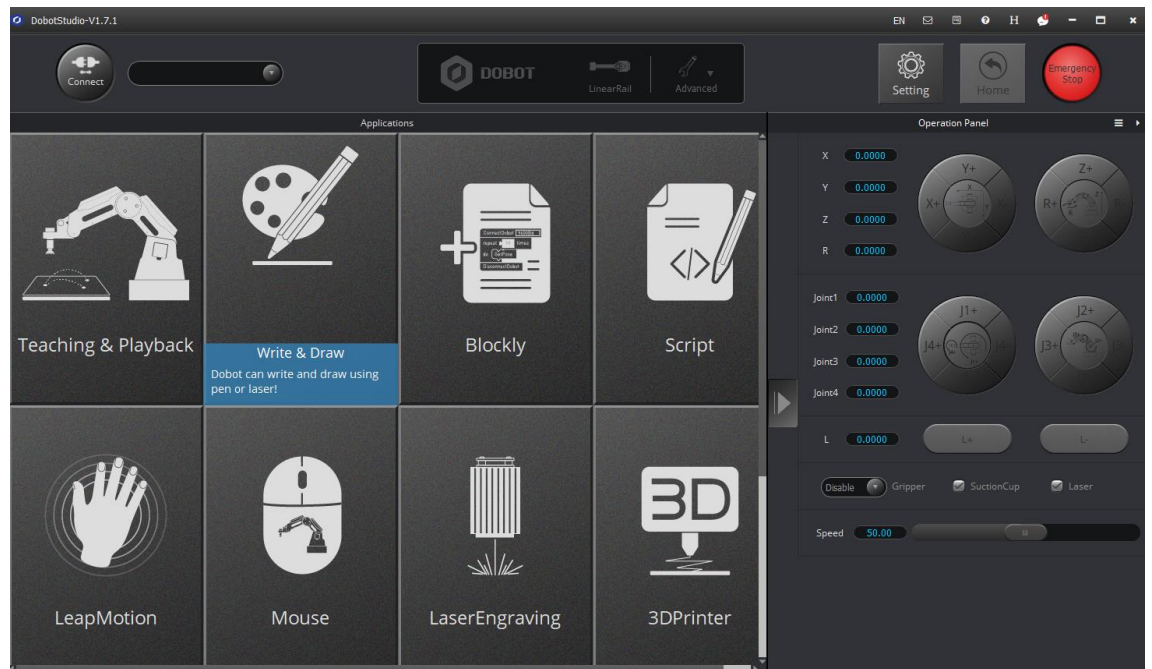 DobotStudio-V1.7.1
EN
H
Connect
DOBOT
LinearRail
Advanced
Setting
Home
Emergency
Stop
Applications
Operation Panel
Teaching & Playback
Write & Draw
Dobot can write and draw using
pen or laser!
Blockly
Script
LeapMotion
Mouse
LaserEngraving
3D
3DPrinter
X 0.0000
Y 0.0000
Z 0.0000
R 0.0000
Y+
X+
Z+
R+
Joint1 0.0000
Joint2 0.0000
Joint3 0.0000
Joint4 0.0000
J1+
J4+
J2+
J3+
L 0.0000
L+
L-
Disable
Gripper
SuctionCup
Laser
Speed 50.00